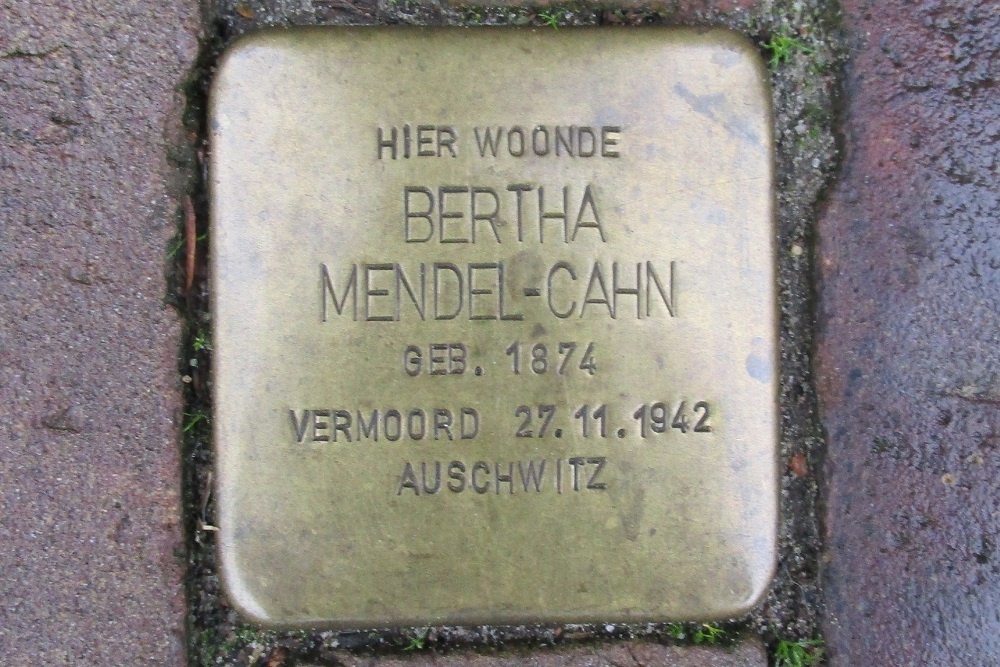 HIER WOONDE
BERTHA
MENDEL-CAHN
GEB. 1874
VERMOORD 27.11.1942
AUSCHWITZ